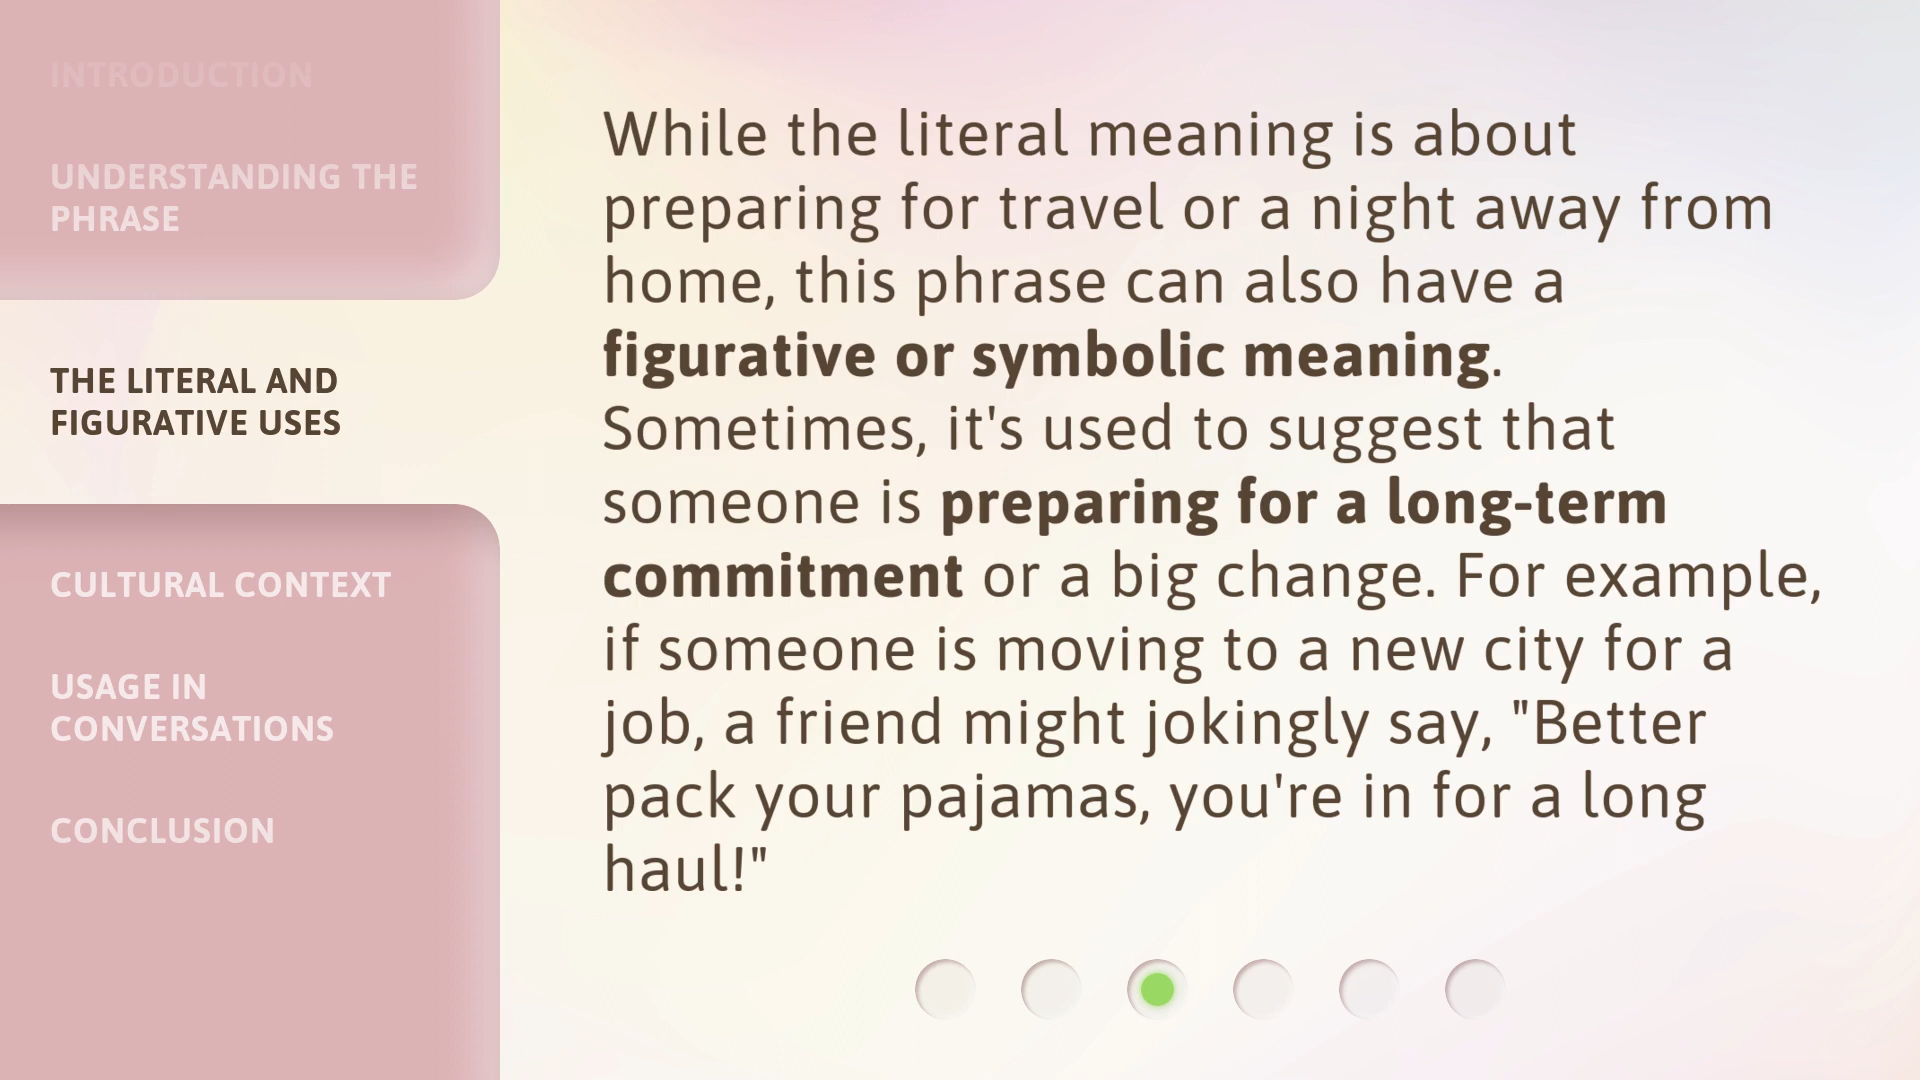 INTRODUCTION
UNDERSTANDING THE
PHRASE
THE LITERAL AND
FIGURATIVE USES
CULTURAL CONTEXT
USAGE IN
CONVERSATIONS
CONCLUSION
While the literal meaning is about
preparing for travel or a night away from
home, this phrase can also have a
figurative or symbolic meaning.
Sometimes, it's used to suggest that
someone is preparing for a long-term
commitment or a big change. For example,
if someone is moving to a new city for a
job, a friend might jokingly say, "Better
pack your pajamas, you're in for a long
haul!"